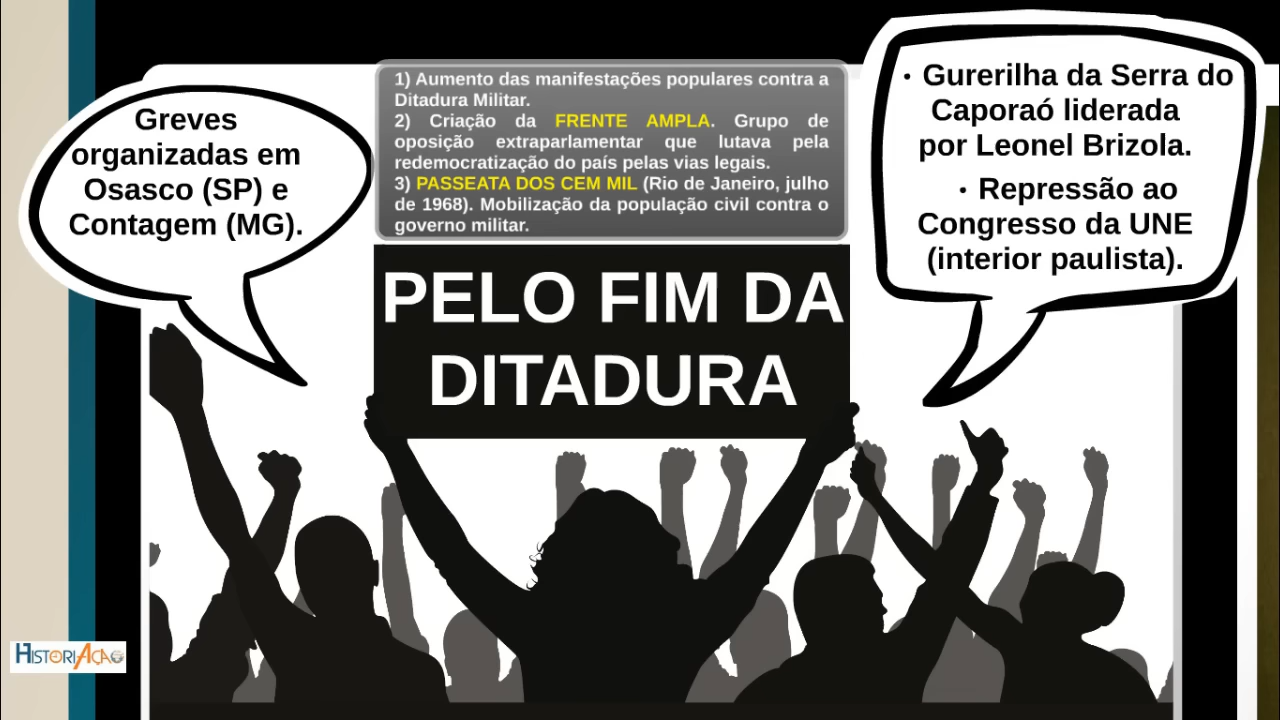 Greves
organizadas em
Osasco (SP) e
Contagem (MG).
1) Aumento das manifestações populares contra a
Ditadura Militar.
2) Criação da FRENTE AMPLA. Grupo de
oposição extraparlamentar que lutava pela
redemocratização do país pelas vias legais.
3) PASSEATA DOS CEM MIL (Rio de Janeiro, julho
de 1968). Mobilização da população civil contra o
governo militar.
• Gurerilha da Serra do
Caporaó liderada
por Leonel Brizola.
• Repressão ao
Congresso da UNE
(interior paulista).
PELO FIM DA
DITADURA
HISTORIAÇÃO